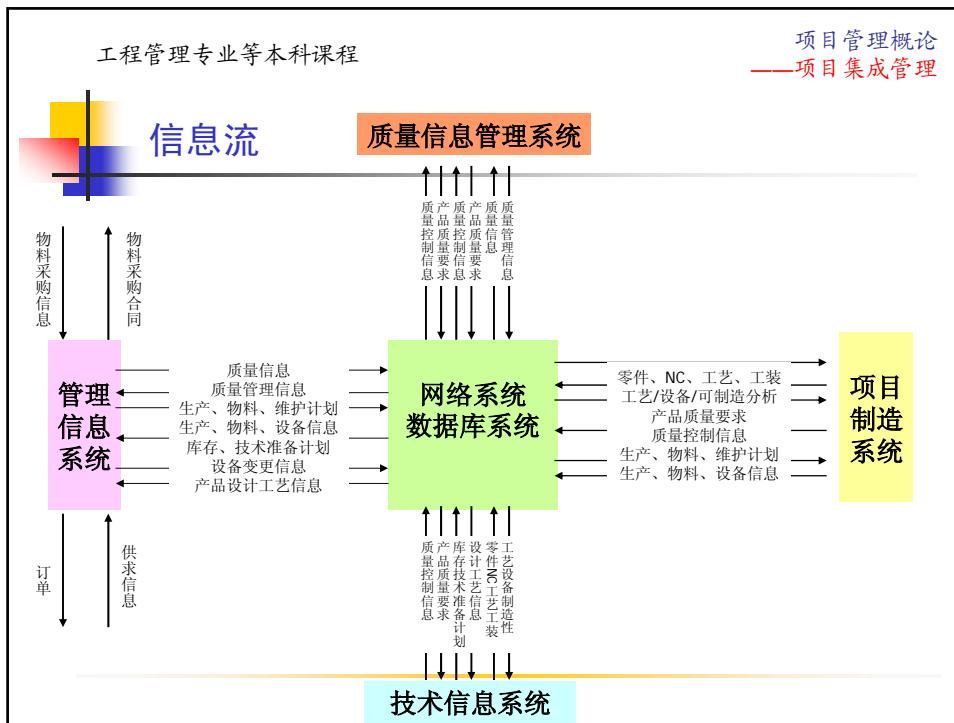 工程管理专业等本科课程
项目管理概论
——项目集成管理
信息流
质量信息管理系统
质量控制信息
产品质量要求
质量控制信息
产品质量要求
质量信息
质量管理信息
物料采购信息
物料采购合同
管理
信息
系统
质量信息
质量管理信息
生产、物料、维护计划
生产、物料、设备信息
库存、技术准备计划
设备变更信息
产品设计工艺信息
网络系统
数据库系统
零件、NC、工艺、工装
工艺/设备/可制造分析
产品质量要求
质量控制信息
生产、物料、维护计划
生产、物料、设备信息
项目
制造
系统
订单
供求信息
质量控制信息
产品质量要求
库存技术准备计划
设计工艺信息
零件NC工艺工装
工艺设备制造性
技术信息系统